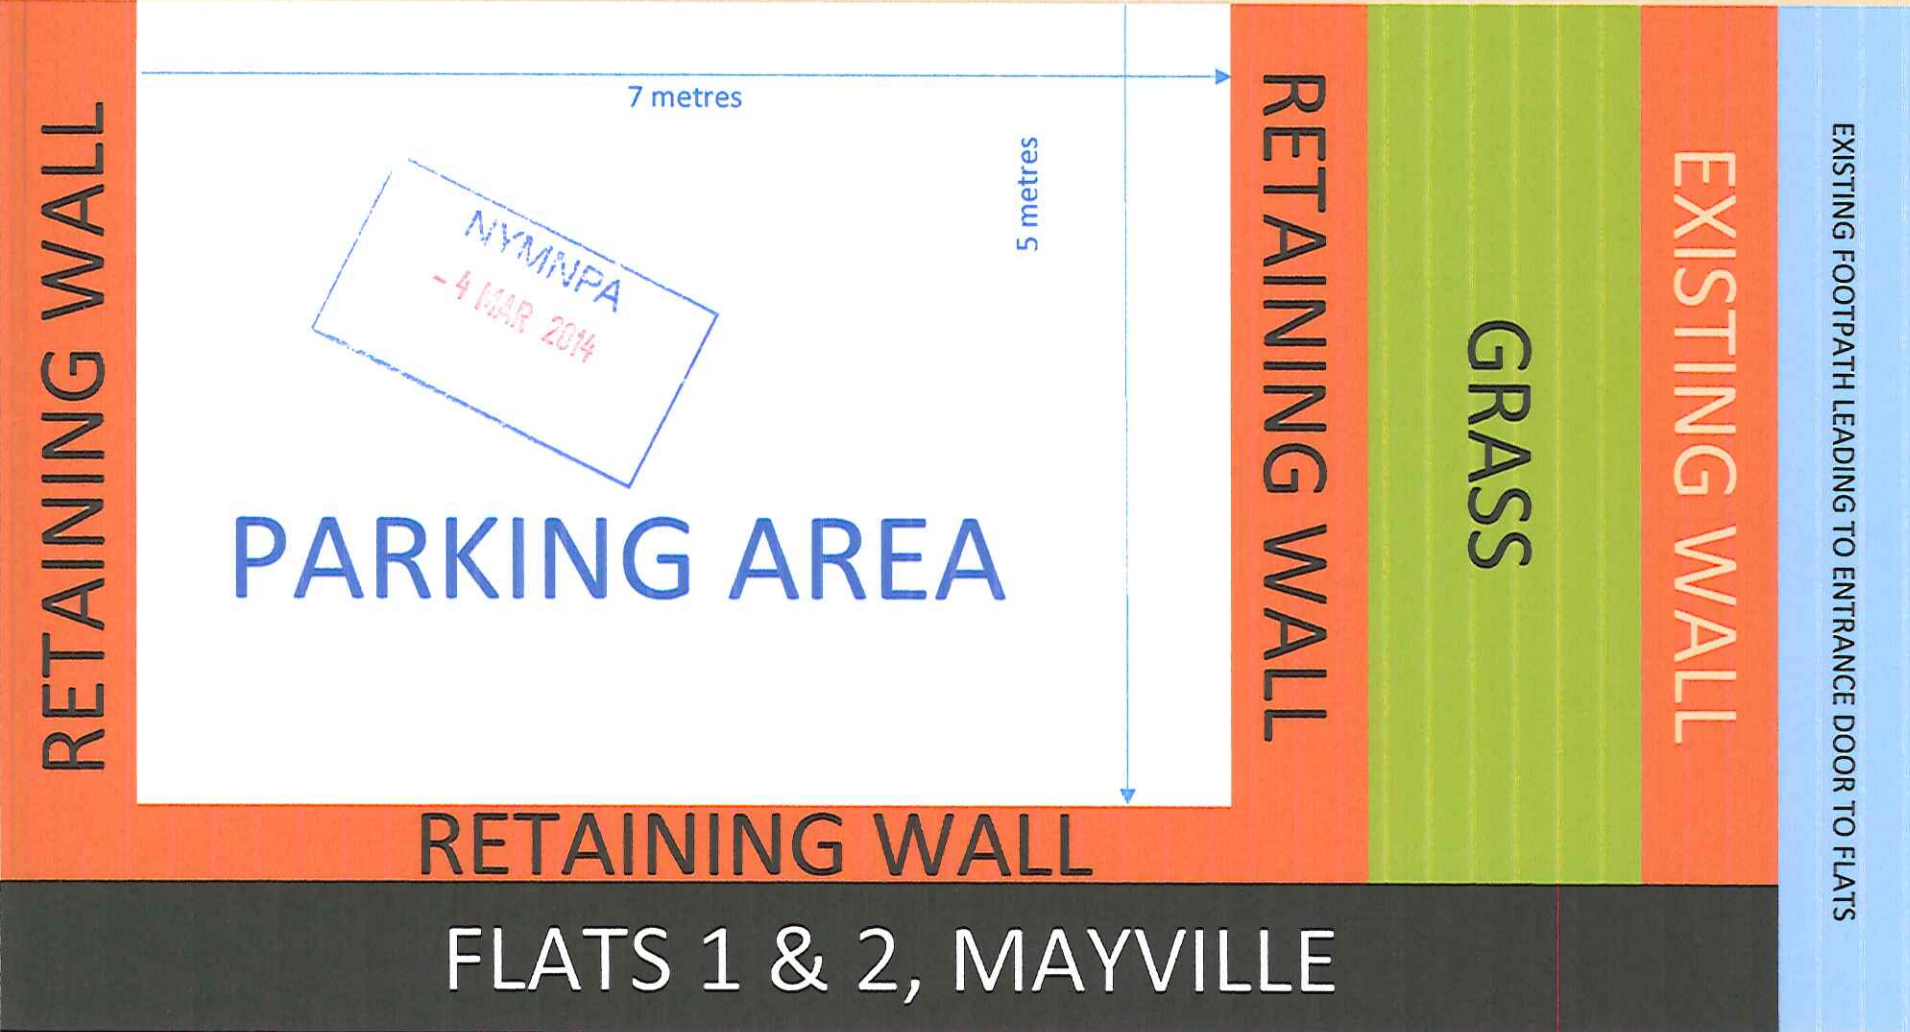 7 metres
5 metres
NYMNPA
- 4 MAR 2014
PARKING AREA
RETAINING WALL
RETAINING WALL
RETAINING WALL
GRASS
EXISTING WALL
EXISTING FOOTPATH LEADING TO ENTRANCE DOOR TO FLATS
FLATS 1 & 2, MAYVILLE